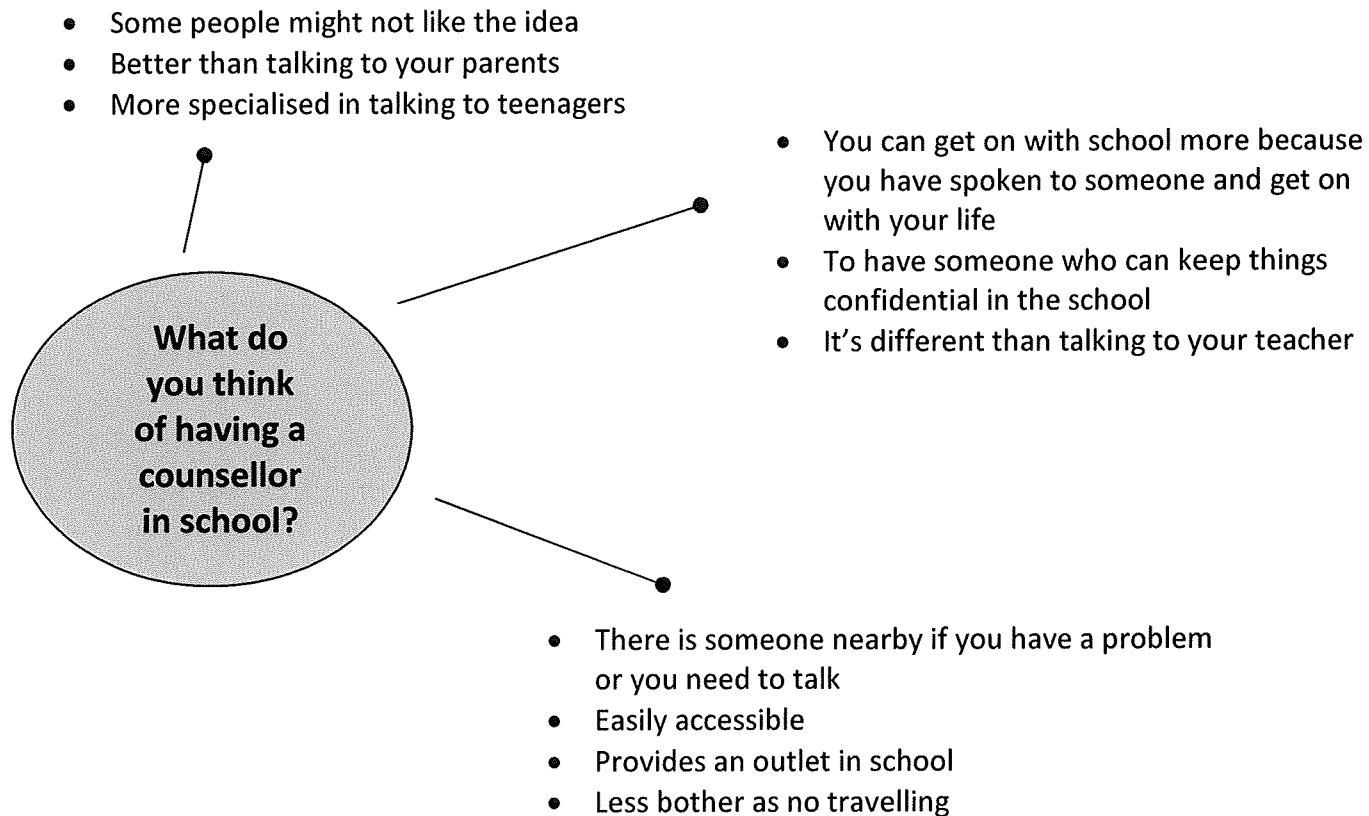 • Some people might not like the idea
• Better than talking to your parents
• More specialised in talking to teenagers
• You can get on with school more because
you have spoken to someone and get on
with your life
• To have someone who can keep things
confidential in the school
• It's different than talking to your teacher
What do
you think
of having a
counsellor
in school?
• There is someone nearby if you have a problem
or you need to talk
• Easily accessible
• Provides an outlet in school
• Less bother as no travelling